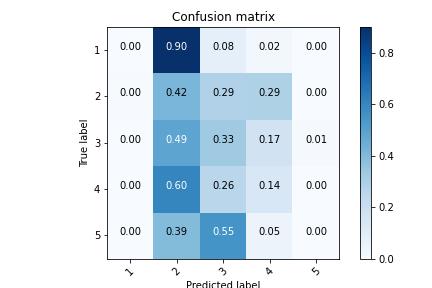 Confusion matrix
1 0.00 0.90 0.08 0.02 0.00
2 0.00 0.42 0.29 0.29 0.00
3 0.00 0.49 0.33 0.17 0.01
4 0.00 0.60 0.26 0.14 0.00
5 0.00 0.39 0.55 0.05 0.00
True label
1 2 3 4 5
Predicted label
0.8
0.6
0.4
0.2
0.0